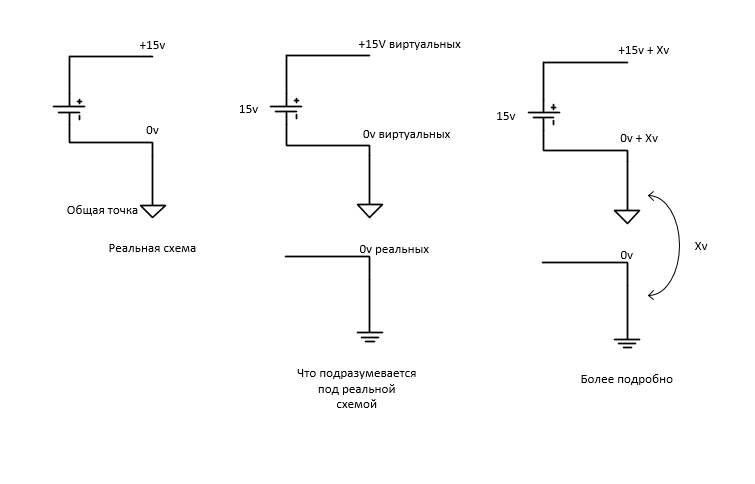 +15v
0v
Общая точка
Реальная схема
+15V виртуальных
15v
0v виртуальных
0v реальных
Что подразумевается
под реальной
схемой
+15v + Xv
15v
0v + Xv
0v
Xv
Более подробно